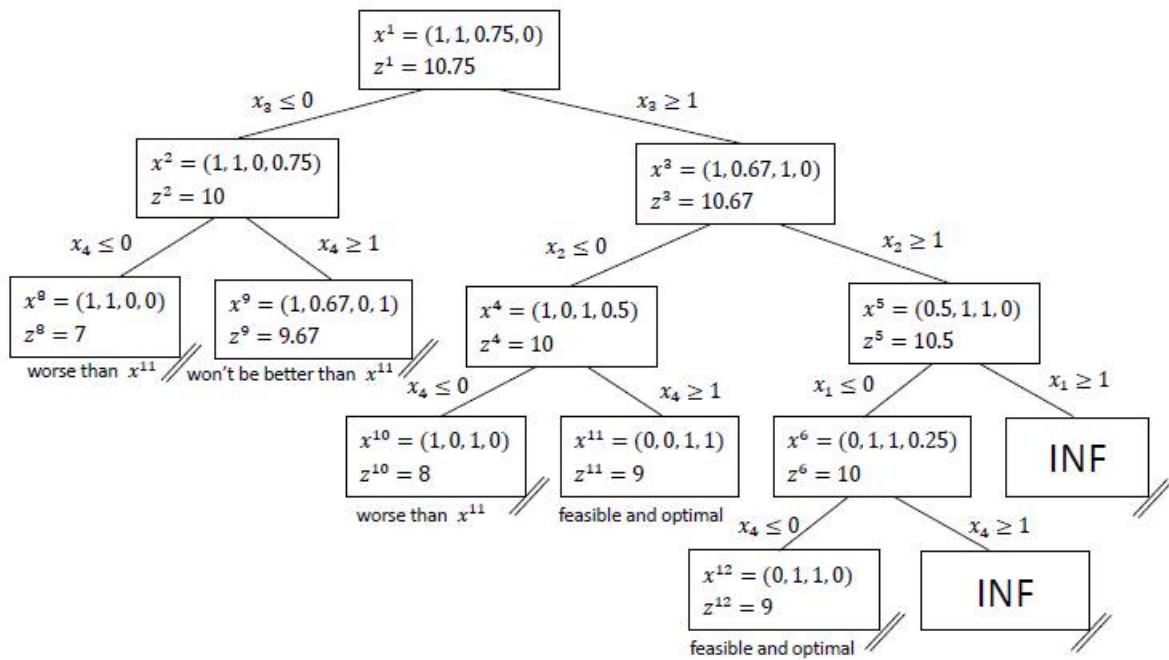 x¹ = (1, 1, 0.75, 0)
z¹ = 10.75
x₃ ≤ 0
x₃ ≥ 1
x² = (1, 1, 0, 0.75)
z² = 10
x³ = (1, 0.67, 1, 0)
z³ = 10.67
x₄ ≤ 0
x₄ ≥ 1
x₂ ≤ 0
x₂ ≥ 1
x⁸ = (1, 1, 0, 0)
z⁸ = 7
worse than x¹¹
x⁹ = (1, 0.67, 0, 1)
z⁹ = 9.67
won't be better than x¹¹
x⁴ = (1, 0, 1, 0.5)
z⁴ = 10
x⁵ = (0.5, 1, 1, 0)
z⁵ = 10.5
x₄ ≤ 0
x₄ ≥ 1
x₁ ≤ 0
x₁ ≥ 1
x¹⁰ = (1, 0, 1, 0)
z¹⁰ = 8
worse than x¹¹
x¹¹ = (0, 0, 1, 1)
z¹¹ = 9
feasible and optimal
x⁶ = (0, 1, 1, 0.25)
z⁶ = 10
INF
x₄ ≤ 0
x₄ ≥ 1
x¹² = (0, 1, 1, 0)
z¹² = 9
feasible and optimal
INF